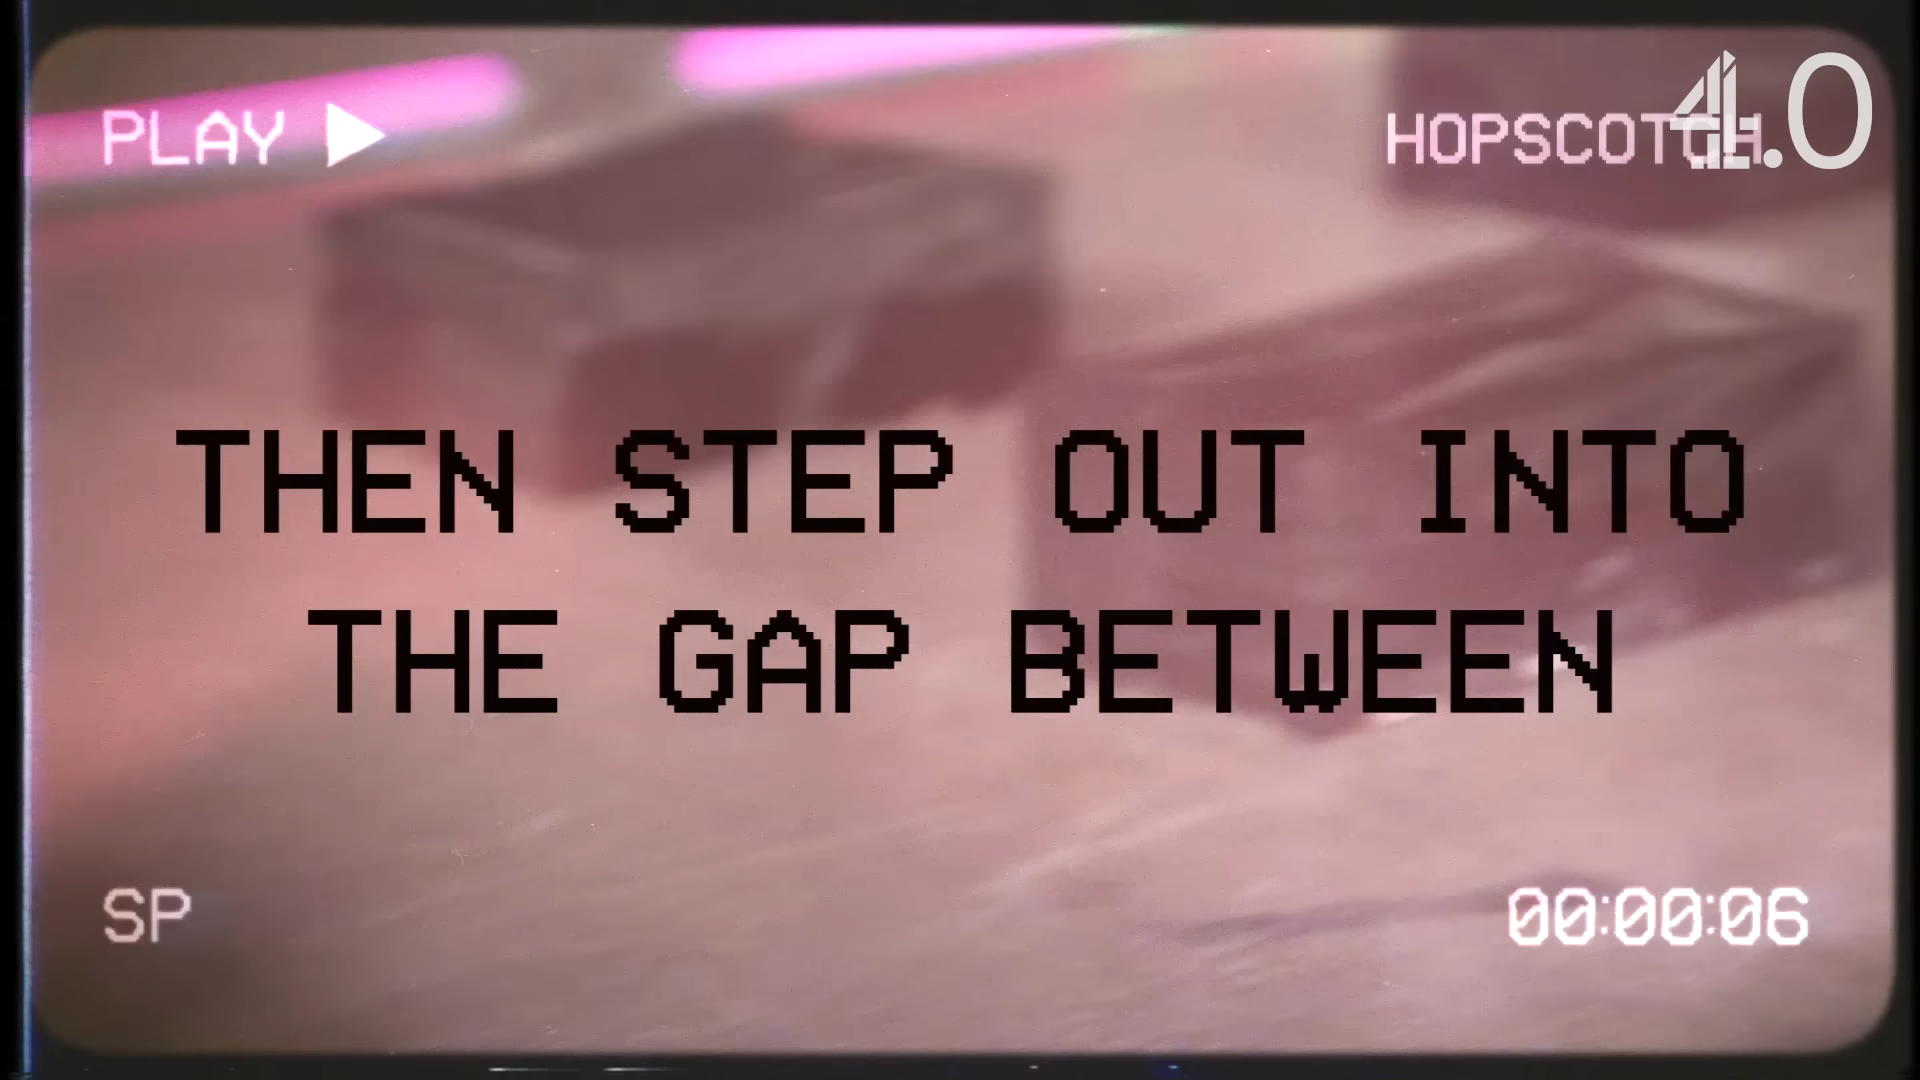 PLAY
HOPSCOTCH
4.0
THEN STEP OUT INTO
THE GAP BETWEEN
SP
00:00:06